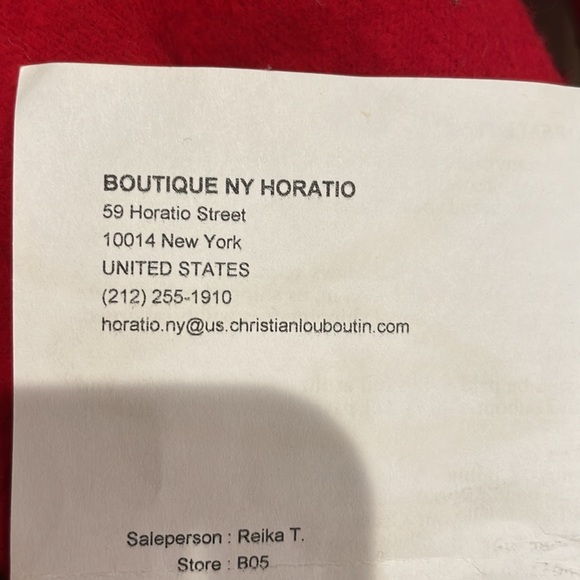 BOUTIQUE NY HORATIO
59 Horatio Street
10014 New York
UNITED STATES
(212) 255-1910
horatio.ny@us.christianlouboutin.com
Saleperson : Reika T.
Store : B05